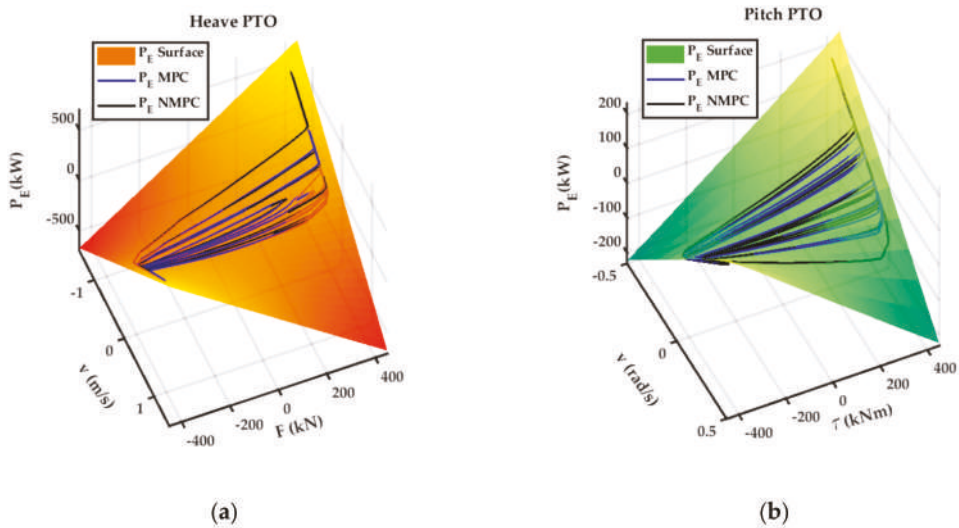 Heave PTO
P_E Surface
P_E MPC
P_E NMPC
500
0
-500
P_E(kW)
-1
0
1
v (m/s)
-400
-200
0
200
400
F (kN)
(a)
Pitch PTO
P_E Surface
P_E MPC
P_E NMPC
200
100
0
-100
-200
P_E(kW)
-0.5
0
0.5
v (rad/s)
-400
-200
0
200
400
τ (kNm)
(b)